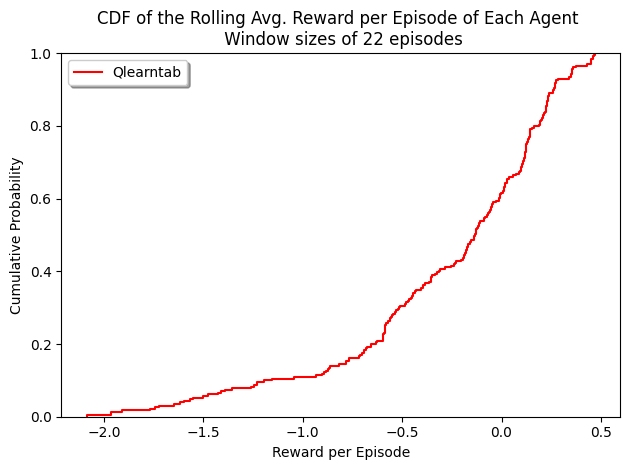 CDF of the Rolling Avg. Reward per Episode of Each Agent
Window sizes of 22 episodes
Qlearntab
1.0
0.8
0.6
0.4
0.2
0.0
Cumulative Probability
−2.0
−1.5
−1.0
−0.5
0.0
0.5
Reward per Episode